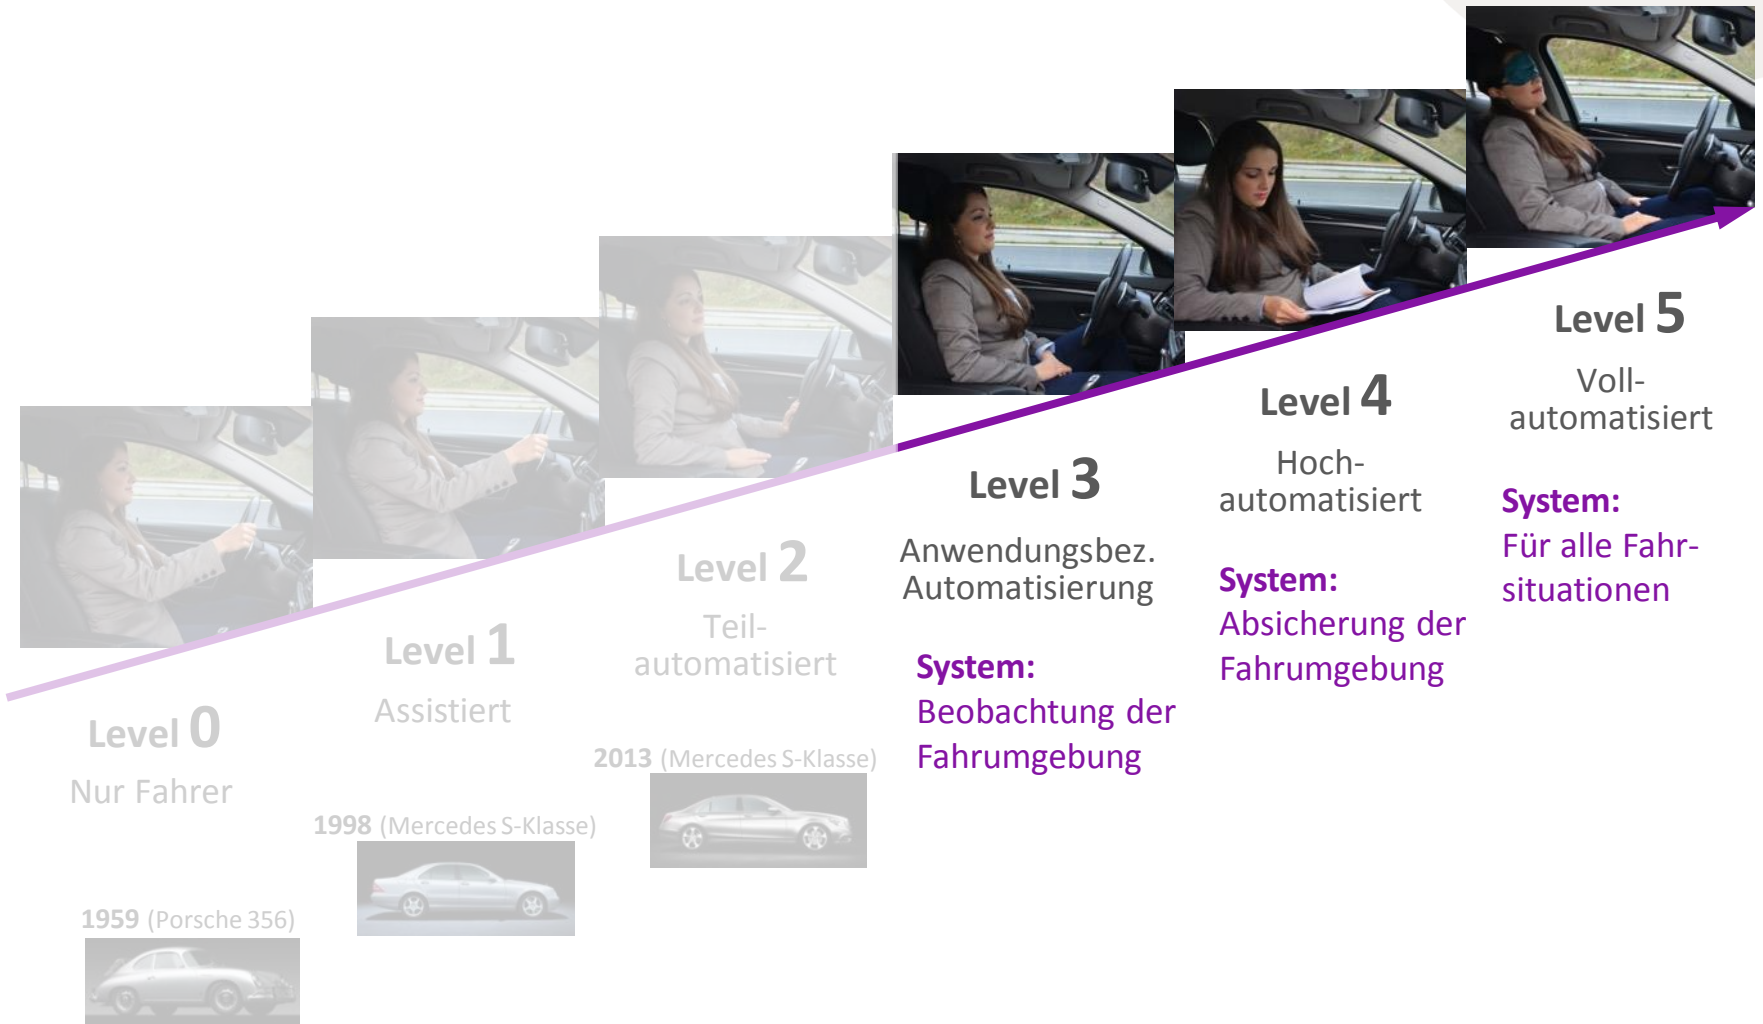 Level 0
Nur Fahrer
1959 (Porsche 356)
Level 1
Assistiert
1998 (Mercedes S-Klasse)
Level 2
Teil-
automatisiert
2013 (Mercedes S-Klasse)
Level 3
Anwendungsbez.
Automatisierung
System:
Beobachtung der
Fahrumgebung
Level 4
Hoch-
automatisiert
System:
Absicherung der
Fahrumgebung
Level 5
Voll-
automatisiert
System:
Für alle Fahr-
situationen